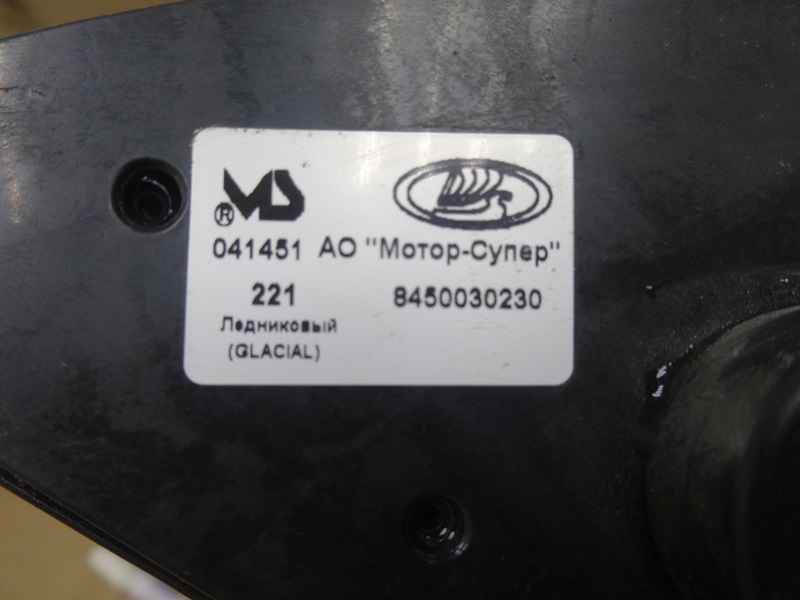 MS
®
041451 АО "Мотор-Супер"
221 8450030230
Ледниковый
(GLACIAL)